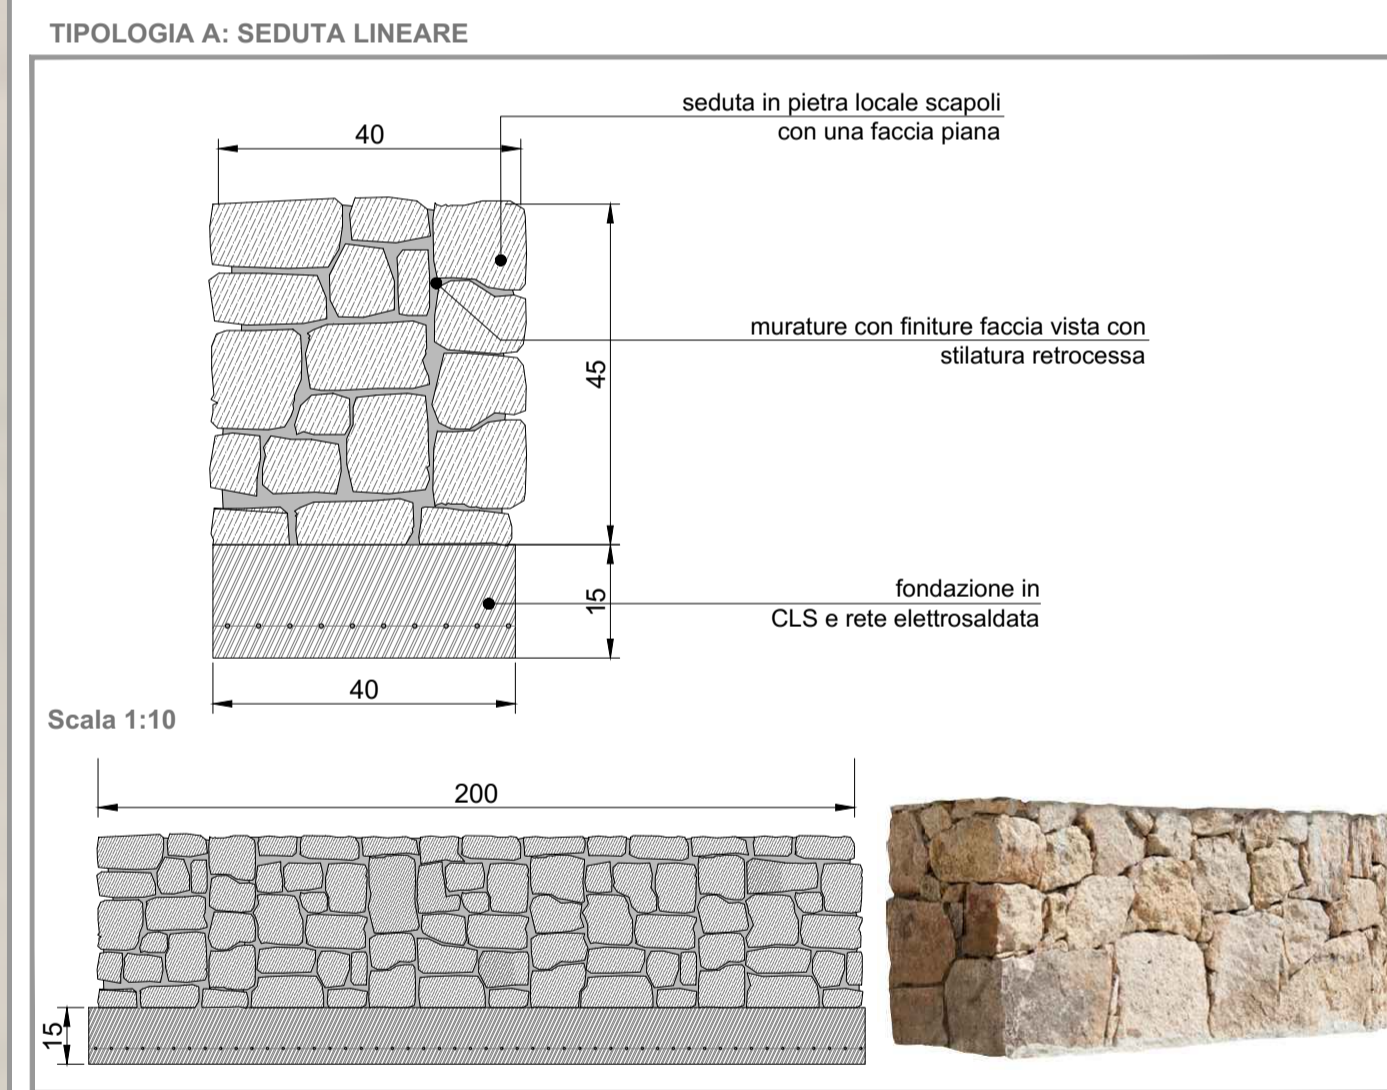 TIPOLOGIA A: SEDUTA LINEARE
seduta in pietra locale scapoli
con una faccia piana
40
murature con finiture faccia vista con
stilatura retrocessa
45
fondazione in
CLS e rete elettrosaldata
15
40
Scala 1:10
200
15